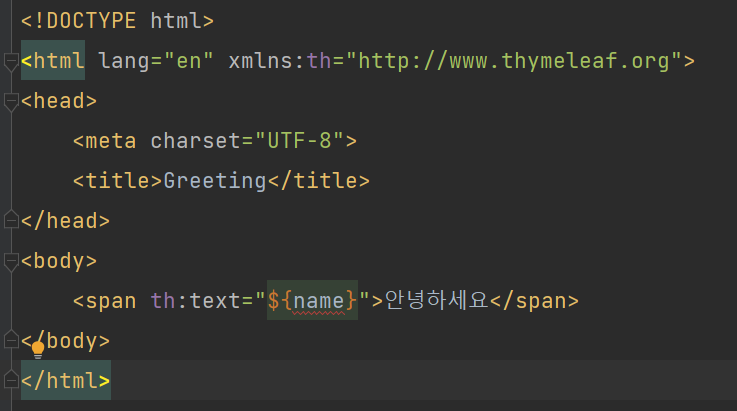 <!DOCTYPE html>
<html lang="en" xmlns:th="http://www.thymeleaf.org">
<head>
    <meta charset="UTF-8">
    <title>Greeting</title>
</head>
<body>
    <span th:text="${name}">안녕하세요</span>
</body>
</html>